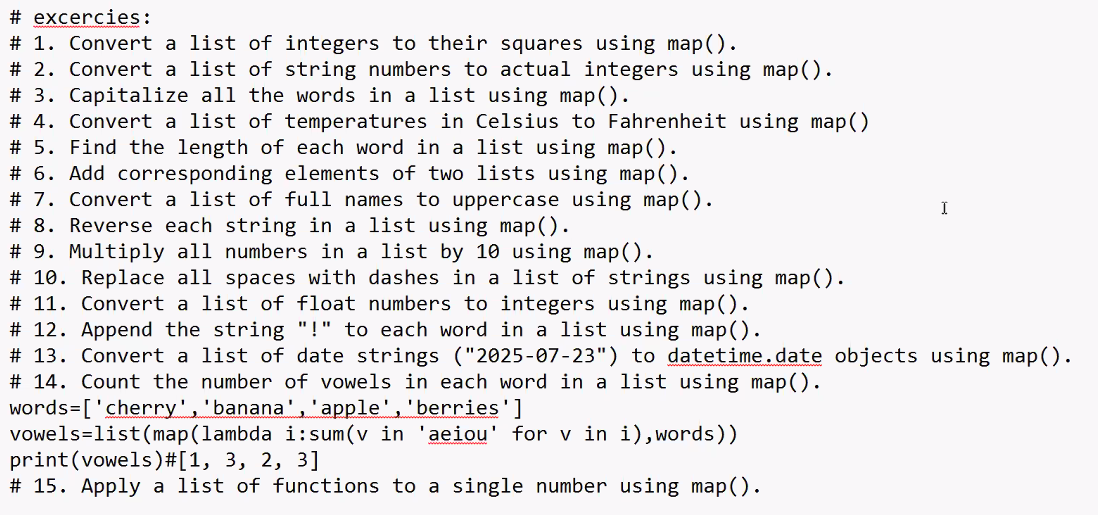 # excercies:
# 1. Convert a list of integers to their squares using map().
# 2. Convert a list of string numbers to actual integers using map().
# 3. Capitalize all the words in a list using map().
# 4. Convert a list of temperatures in Celsius to Fahrenheit using map()
# 5. Find the length of each word in a list using map().
# 6. Add corresponding elements of two lists using map().
# 7. Convert a list of full names to uppercase using map().
# 8. Reverse each string in a list using map().
# 9. Multiply all numbers in a list by 10 using map().
# 10. Replace all spaces with dashes in a list of strings using map().
# 11. Convert a list of float numbers to integers using map().
# 12. Append the string "!" to each word in a list using map().
# 13. Convert a list of date strings ("2025-07-23") to datetime.date objects using map().
# 14. Count the number of vowels in each word in a list using map().
words=['cherry','banana','apple','berries']
vowels=list(map(lambda i:sum(v in 'aeiou' for v in i),words))
print(vowels)#[1, 3, 2, 3]
# 15. Apply a list of functions to a single number using map().